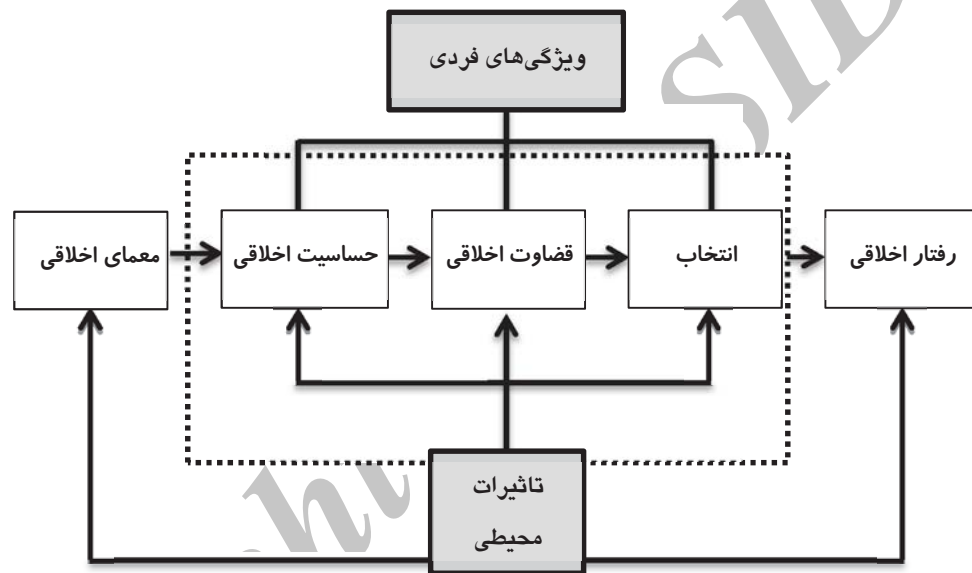 ویژگی‌های فردی
معمای اخلاقی
حساسیت اخلاقی
قضاوت اخلاقی
انتخاب
رفتار اخلاقی
تاثیرات
محیطی